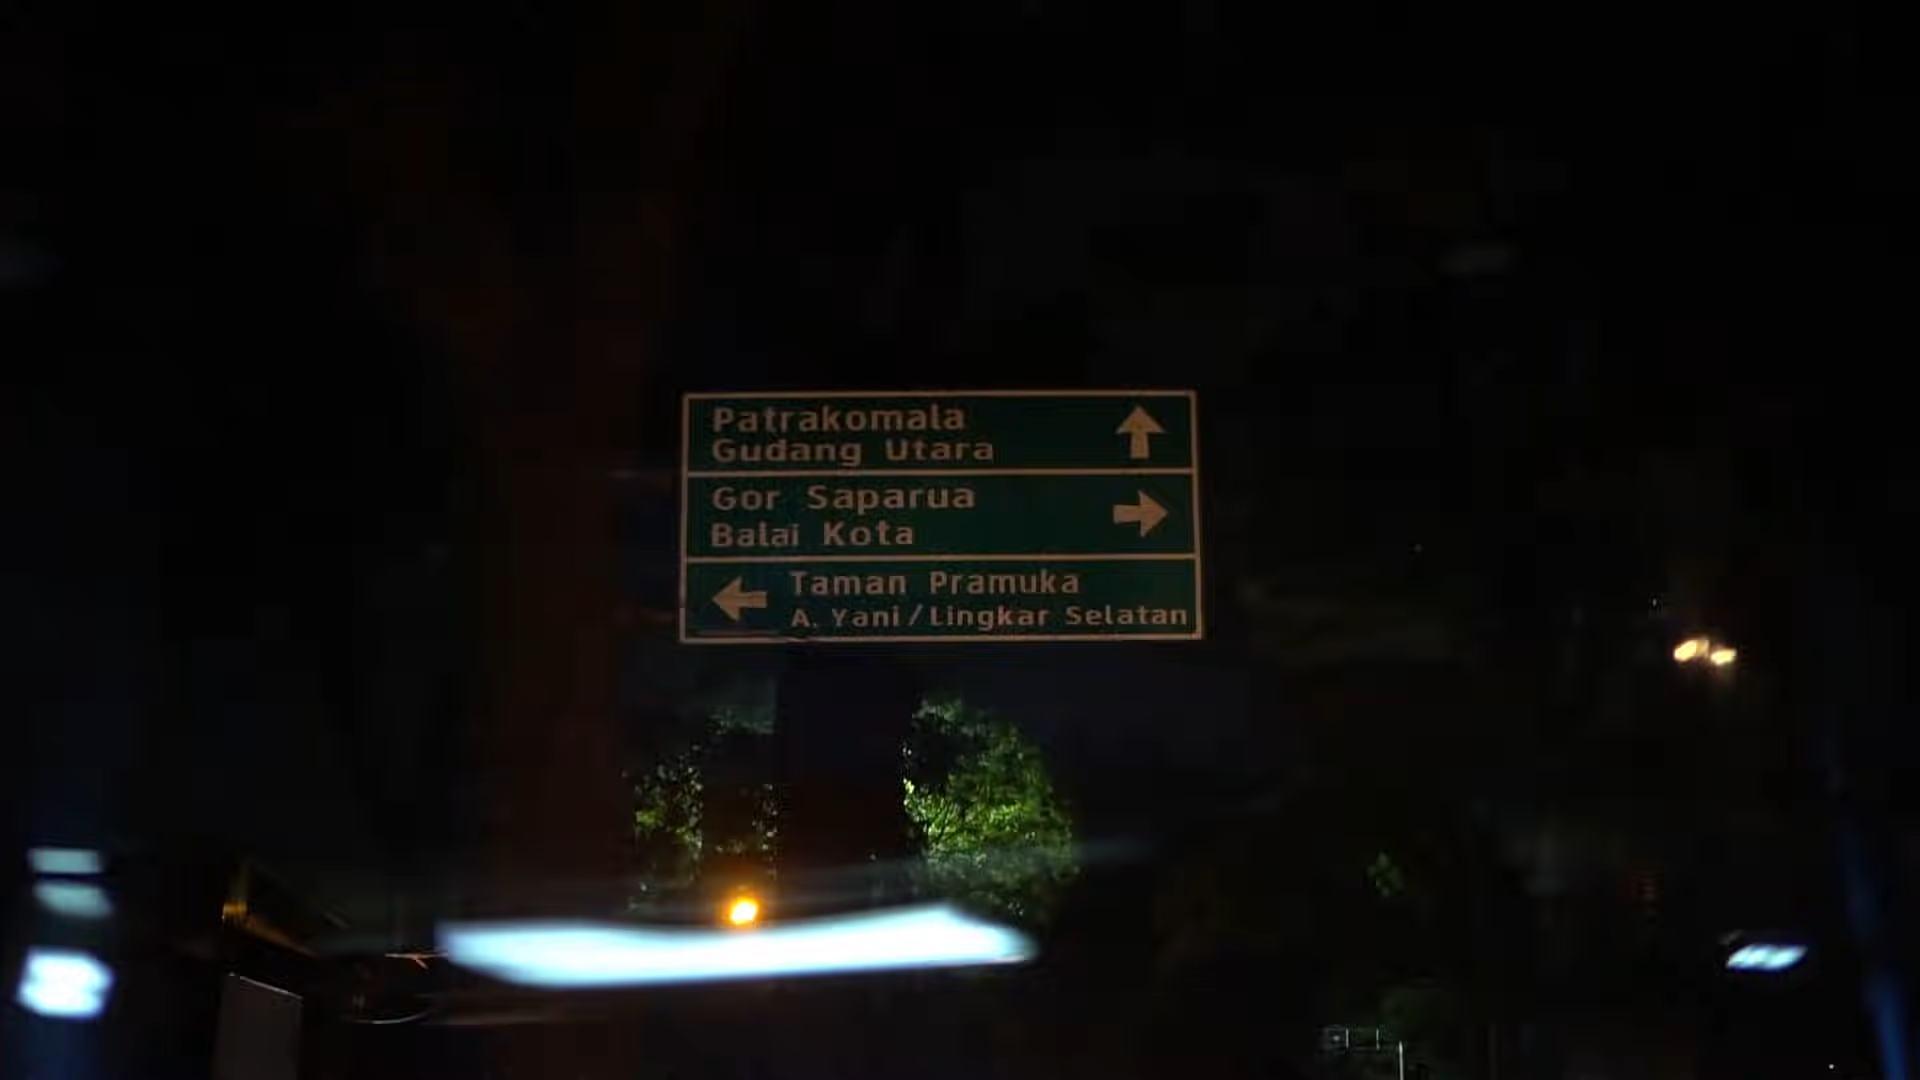 Patrakomala
Gudang Utara
Gor Saparua
Balai Kota
Taman Pramuka
A. Yani/Lingkar Selatan